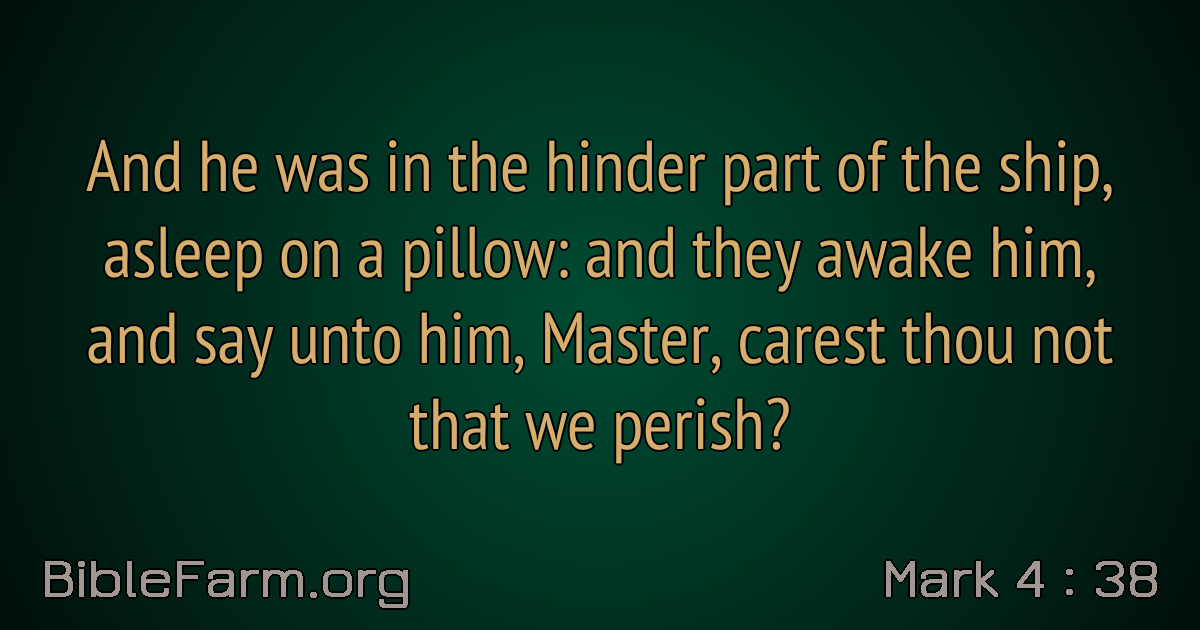 And he was in the hinder part of the ship,
asleep on a pillow: and they awake him,
and say unto him, Master, carest thou not
that we perish?
BibleFarm.org
Mark 4 : 38